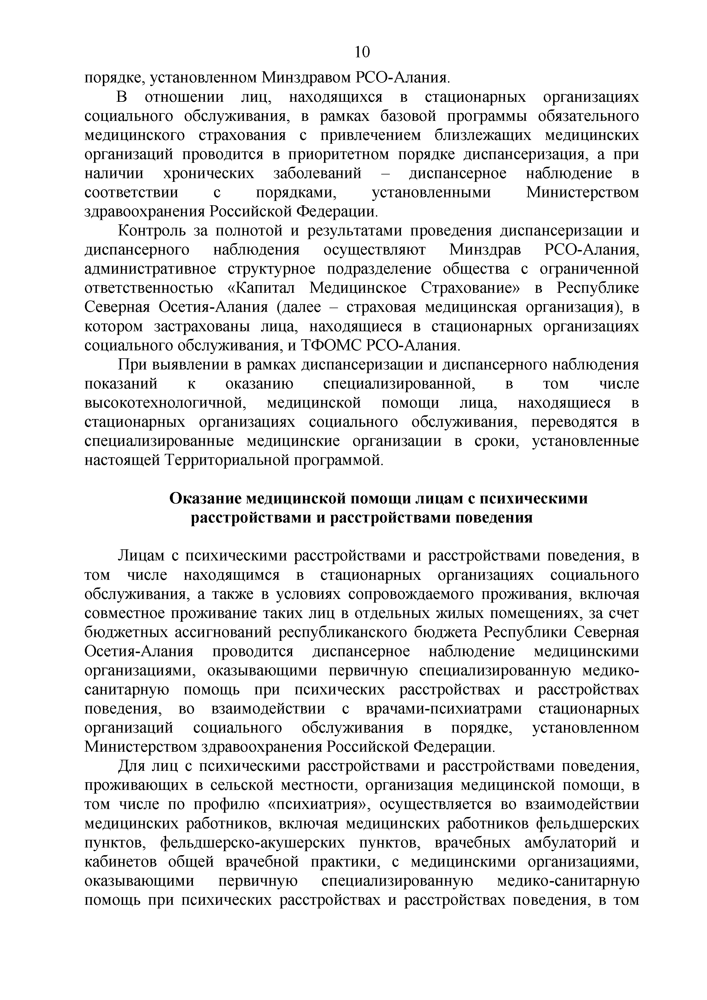 10
порядке, установленном Минздравом РСО-Алания.
В отношении лиц, находящихся в стационарных организациях
социального обслуживания, в рамках базовой программы обязательного
медицинского страхования с привлечением близлежащих медицинских
организаций проводится в приоритетном порядке диспансеризация, а при
наличии хронических заболеваний – диспансерное наблюдение в
соответствии с порядками, установленными Министерством
здравоохранения Российской Федерации.
Контроль за полнотой и результатами проведения диспансеризации и
диспансерного наблюдения осуществляют Минздрав РСО-Алания,
административное структурное подразделение общества с ограниченной
ответственностью «Капитал Медицинское Страхование» в Республике
Северная Осетия-Алания (далее – страховая медицинская организация), в
котором застрахованы лица, находящиеся в стационарных организациях
социального обслуживания, и ТФОМС РСО-Алания.
При выявлении в рамках диспансеризации и диспансерного наблюдения
показаний к оказанию специализированной, в том числе
высокотехнологичной, медицинской помощи лица, находящиеся в
стационарных организациях социального обслуживания, переводятся в
специализированные медицинские организации в сроки, установленные
настоящей Территориальной программой.
Оказание медицинской помощи лицам с психическими
расстройствами и расстройствами поведения
Лицам с психическими расстройствами и расстройствами поведения, в
том числе находящимся в стационарных организациях социального
обслуживания, а также в условиях сопровождаемого проживания, включая
совместное проживание таких лиц в отдельных жилых помещениях, за счет
бюджетных ассигнований республиканского бюджета Республики Северная
Осетия-Алания проводится диспансерное наблюдение медицинскими
организациями, оказывающими первичную специализированную медико-
санитарную помощь при психических расстройствах и расстройствах
поведения, во взаимодействии с врачами-психиатрами стационарных
организаций социального обслуживания в порядке, установленном
Министерством здравоохранения Российской Федерации.
Для лиц с психическими расстройствами и расстройствами поведения,
проживающих в сельской местности, организация медицинской помощи, в
том числе по профилю «психиатрия», осуществляется во взаимодействии
медицинских работников, включая медицинских работников фельдшерских
пунктов, фельдшерско-акушерских пунктов, врачебных амбулаторий и
кабинетов общей врачебной практики, с медицинскими организациями,
оказывающими первичную специализированную медико-санитарную
помощь при психических расстройствах и расстройствах поведения, в том